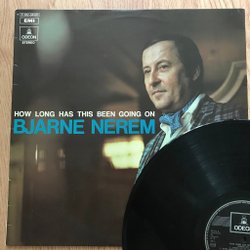 EMI
ODEON
STEREO
HOW LONG HAS THIS BEEN GOING ON
BJARNE NEREM
ODEON